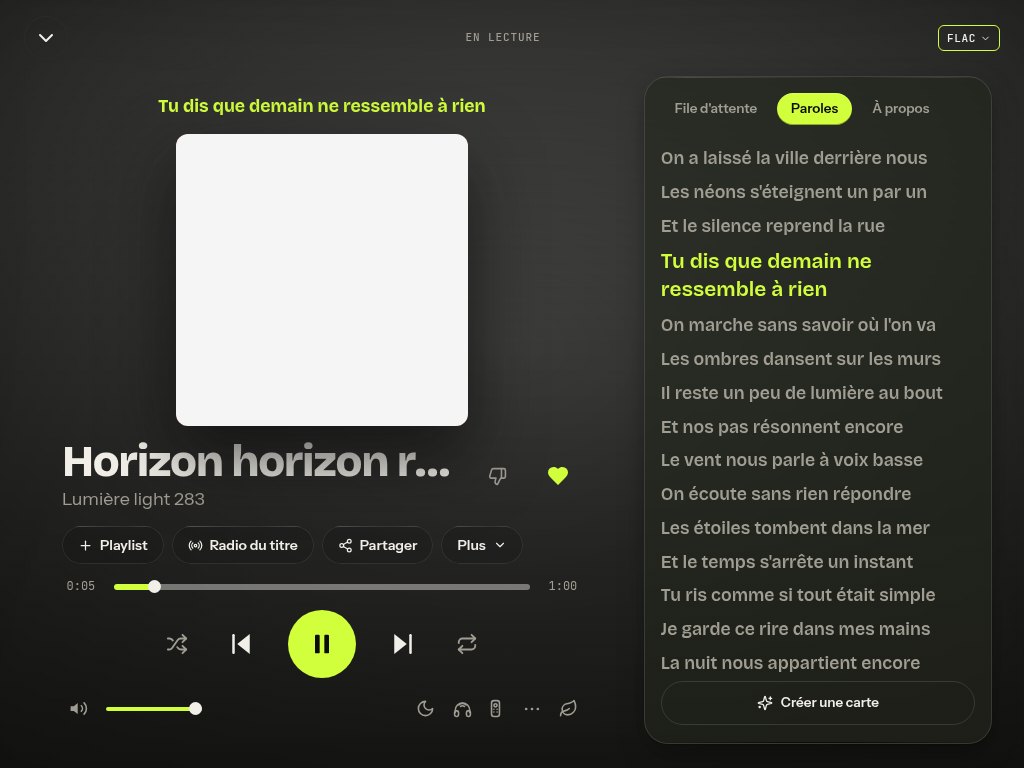 EN LECTURE
FLAC
Tu dis que demain ne ressemble à rien
Horizon horizon r...
Lumière light 283
Playlist
Radio du titre
Partager
Plus
0:05
1:00
File d'attente
Paroles
À propos
On a laissé la ville derrière nous
Les néons s'éteignent un par un
Et le silence reprend la rue
Tu dis que demain ne
ressemble à rien
On marche sans savoir où l'on va
Les ombres dansent sur les murs
Il reste un peu de lumière au bout
Et nos pas résonnent encore
Le vent nous parle à voix basse
On écoute sans rien répondre
Les étoiles tombent dans la mer
Et le temps s'arrête un instant
Tu ris comme si tout était simple
Je garde ce rire dans mes mains
La nuit nous appartient encore
Créer une carte